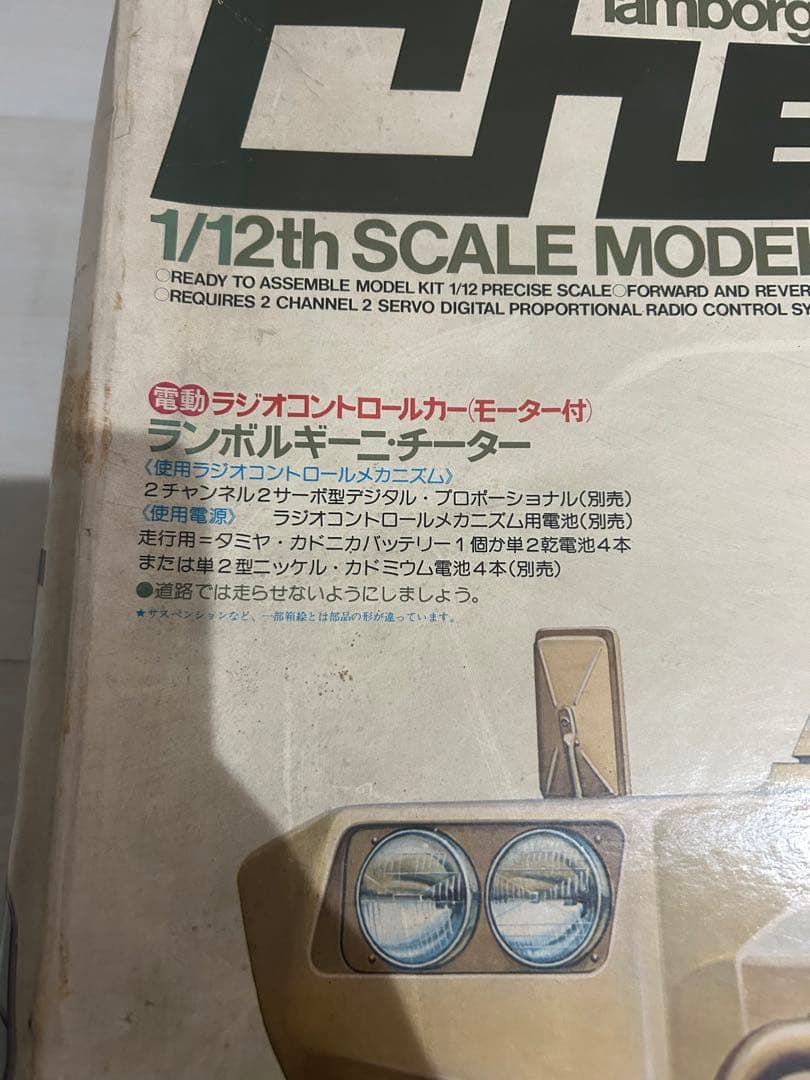 lamborg
Che
1/12th SCALE MODEL
○READY TO ASSEMBLE MODEL KIT 1/12 PRECISE SCALE○FORWARD AND REVER
○REQUIRES 2 CHANNEL 2 SERVO DIGITAL PROPORTIONAL RADIO CONTROL SY
電動ラジオコントロールカー(モーター付)
ランボルギーニ・チーター
《使用ラジオコントロールメカニズム》
2チャンネル2サーボ型デジタル・プロポーショナル(別売)
《使用電源》 ラジオコントロールメカニズム用電池(別売)
走行用=タミヤ・カドニカバッテリー1個か単2乾電池4本
または単2型ニッケル・カドミウム電池4本(別売)
●道路では走らせないようにしましょう。
★サスペンションなど、一部箱絵とは部品の形が違っています。